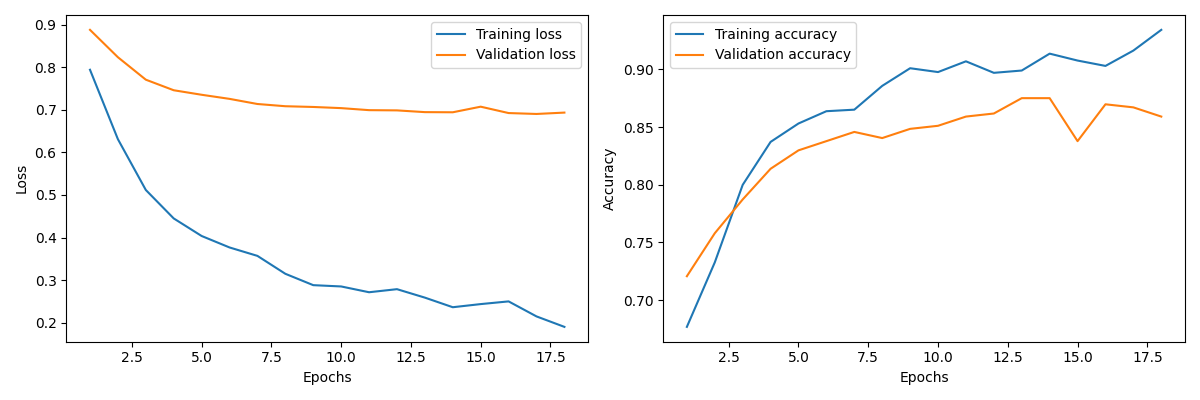 0.9
0.8
0.7
0.6
0.5
0.4
0.3
0.2
Loss
2.5 5.0 7.5 10.0 12.5 15.0 17.5
Epochs
Training loss
Validation loss
0.90
0.85
0.80
0.75
0.70
Accuracy
2.5 5.0 7.5 10.0 12.5 15.0 17.5
Epochs
Training accuracy
Validation accuracy